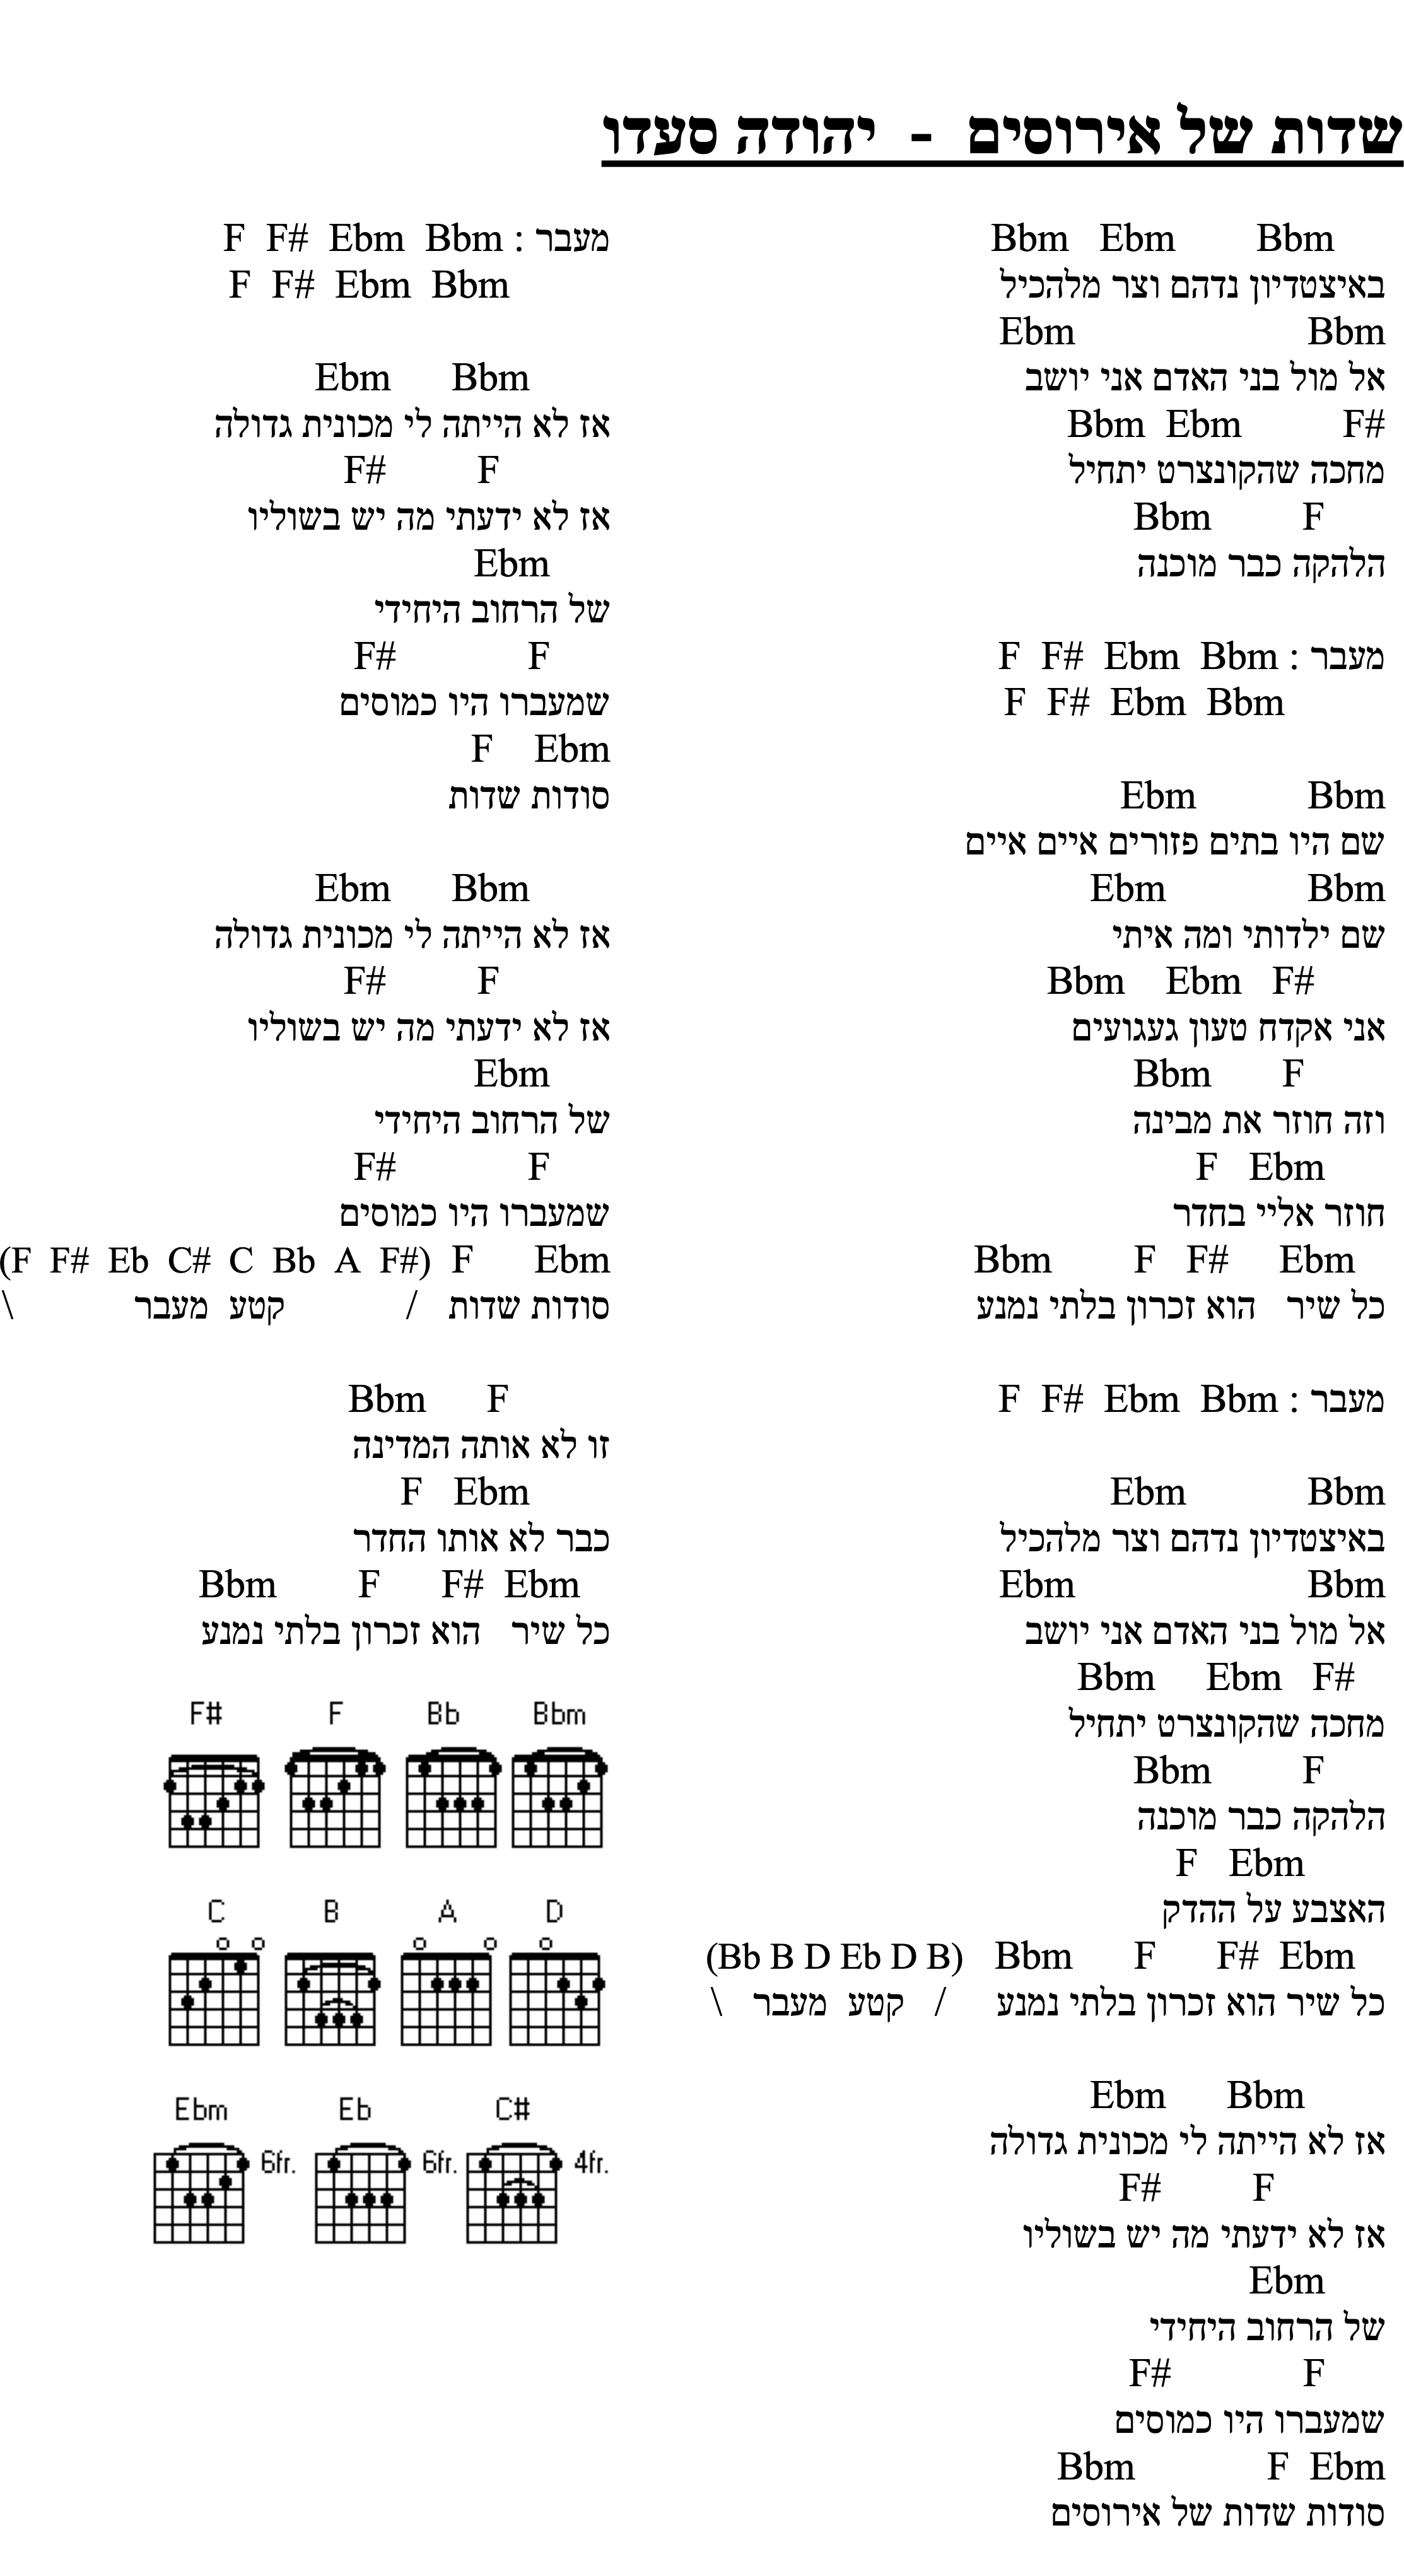 שדות של אירוסים - יהודה סעדו
Bbm Ebm Bbm
באיצטדיון נדהם וצר מלהכיל
Ebm Bbm
אל מול בני האדם אני יושב
Bbm Ebm F#
מחכה שהקונצרט יתחיל
Bbm F
הלהקה כבר מוכנה
מעבר : F F# Ebm Bbm
F F# Ebm Bbm
Ebm Bbm
שם היו בתים פזורים איים איים
Ebm Bbm
שם ילדותי ומה איתי
Bbm Ebm F#
אני אקדח טעון געגועים
Bbm F
וזה חוזר את מבינה
F Ebm
חוזר אליי בחדר
Bbm F F# Ebm
כל שיר הוא זכרון בלתי נמנע
מעבר : F F# Ebm Bbm
Ebm Bbm
באיצטדיון נדהם וצר מלהכיל
Ebm Bbm
אל מול בני האדם אני יושב
Bbm Ebm F#
מחכה שהקונצרט יתחיל
Bbm F
הלהקה כבר מוכנה
F Ebm
האצבע על ההדק
(Bb B D Eb D B) Bbm F F# Ebm
כל שיר הוא זכרון בלתי נמנע / קטע מעבר \
Ebm Bbm
אז לא הייתה לי מכונית גדולה
F# F
אז לא ידעתי מה יש בשוליו
Ebm
של הרחוב היחידי
F# F
שמעברו היו כמוסים
Bbm F Ebm
סודות שדות של אירוסים
מעבר : F F# Ebm Bbm
F F# Ebm Bbm
Ebm Bbm
אז לא הייתה לי מכונית גדולה
F# F
אז לא ידעתי מה יש בשוליו
Ebm
של הרחוב היחידי
F# F
שמעברו היו כמוסים
F Ebm
סודות שדות
Ebm Bbm
אז לא הייתה לי מכונית גדולה
F# F
אז לא ידעתי מה יש בשוליו
Ebm
של הרחוב היחידי
F# F
שמעברו היו כמוסים
(F F# Eb C# C Bb A F#) F Ebm
סודות שדות / קטע מעבר \
Bbm F
זו לא אותה המדינה
F Ebm
כבר לא אותו החדר
Bbm F F# Ebm
כל שיר הוא זכרון בלתי נמנע
F# F Bb Bbm
C B A D
Ebm Eb C#
6fr. 6fr. 4fr.